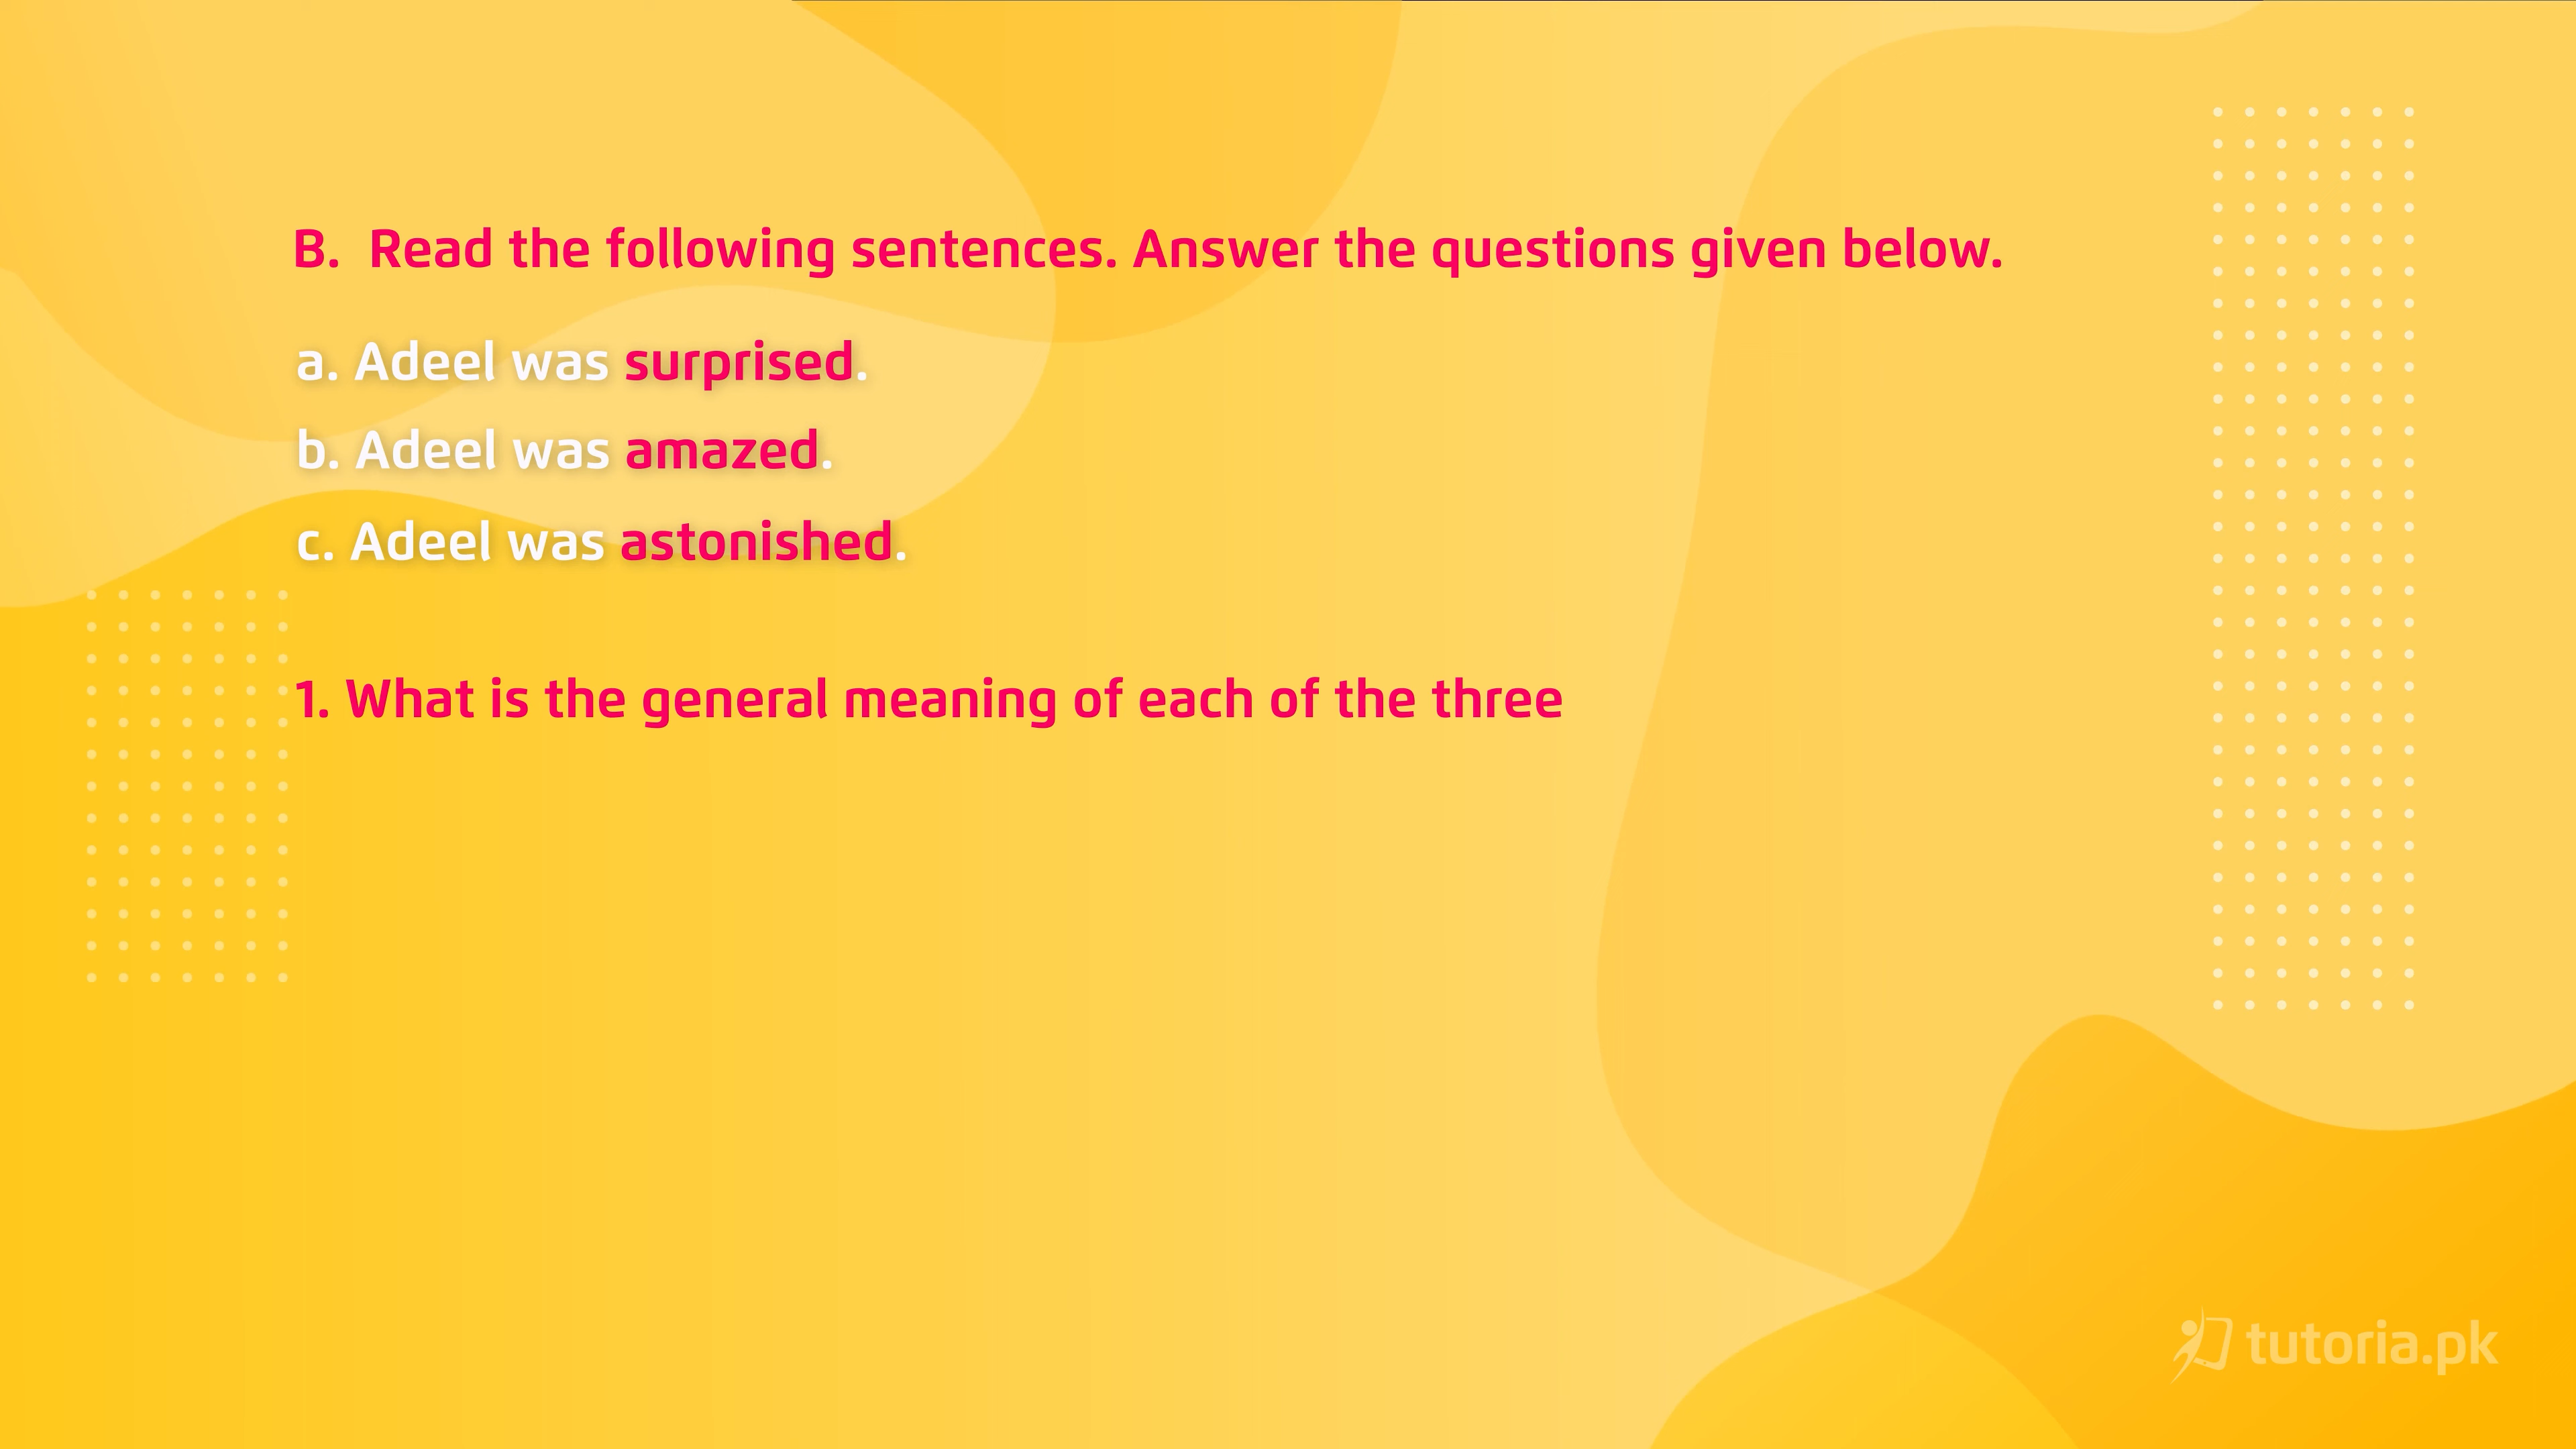 B. Read the following sentences. Answer the questions given below.
a. Adeel was surprised.
b. Adeel was amazed.
c. Adeel was astonished.
1. What is the general meaning of each of the three
tutoria.pk